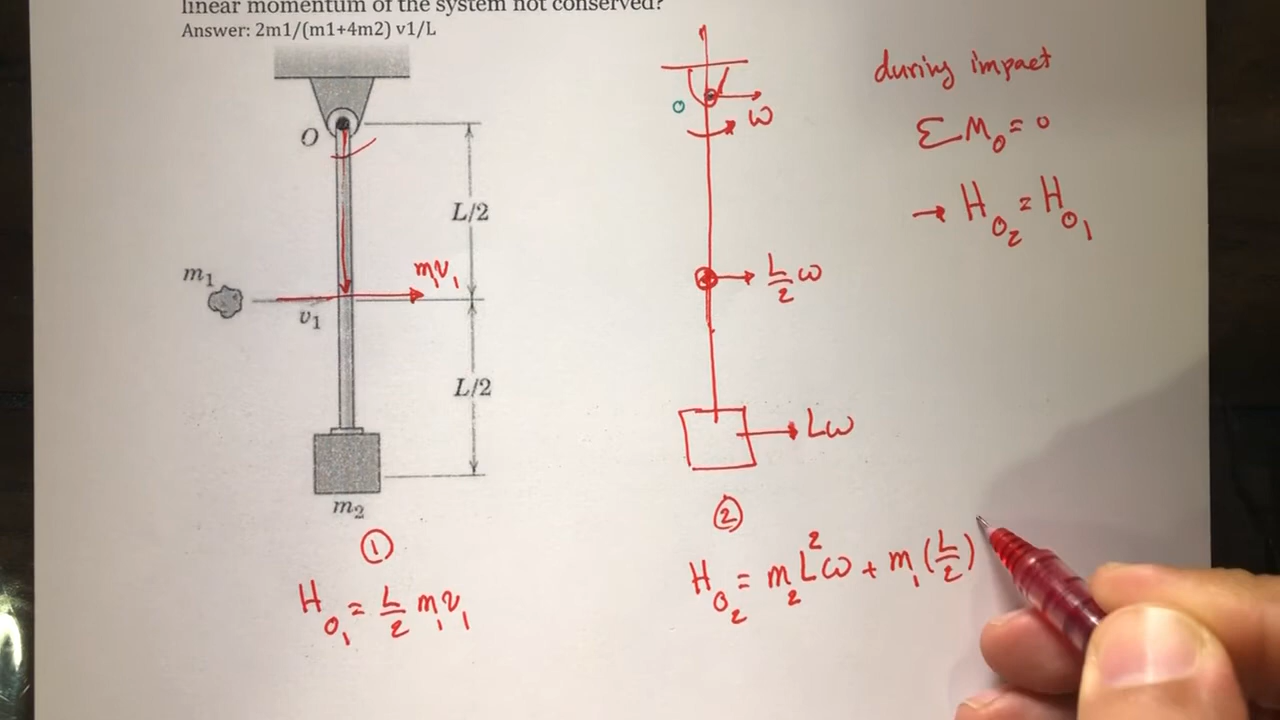 linear momentum of the system not conserved?
Answer: 2m1/(m1+4m2) v1/L
O
L/2
m₁
v₁
m₁v₁
L/2
m₂
①
H_O₁ = L/2 m₁v₁
O
ω
L/2 ω
Lω
②
H_O₂ = m₂L²ω + m₁(L/2)
during impact
ΣM_O = 0
→ H_O₂ = H_O₁